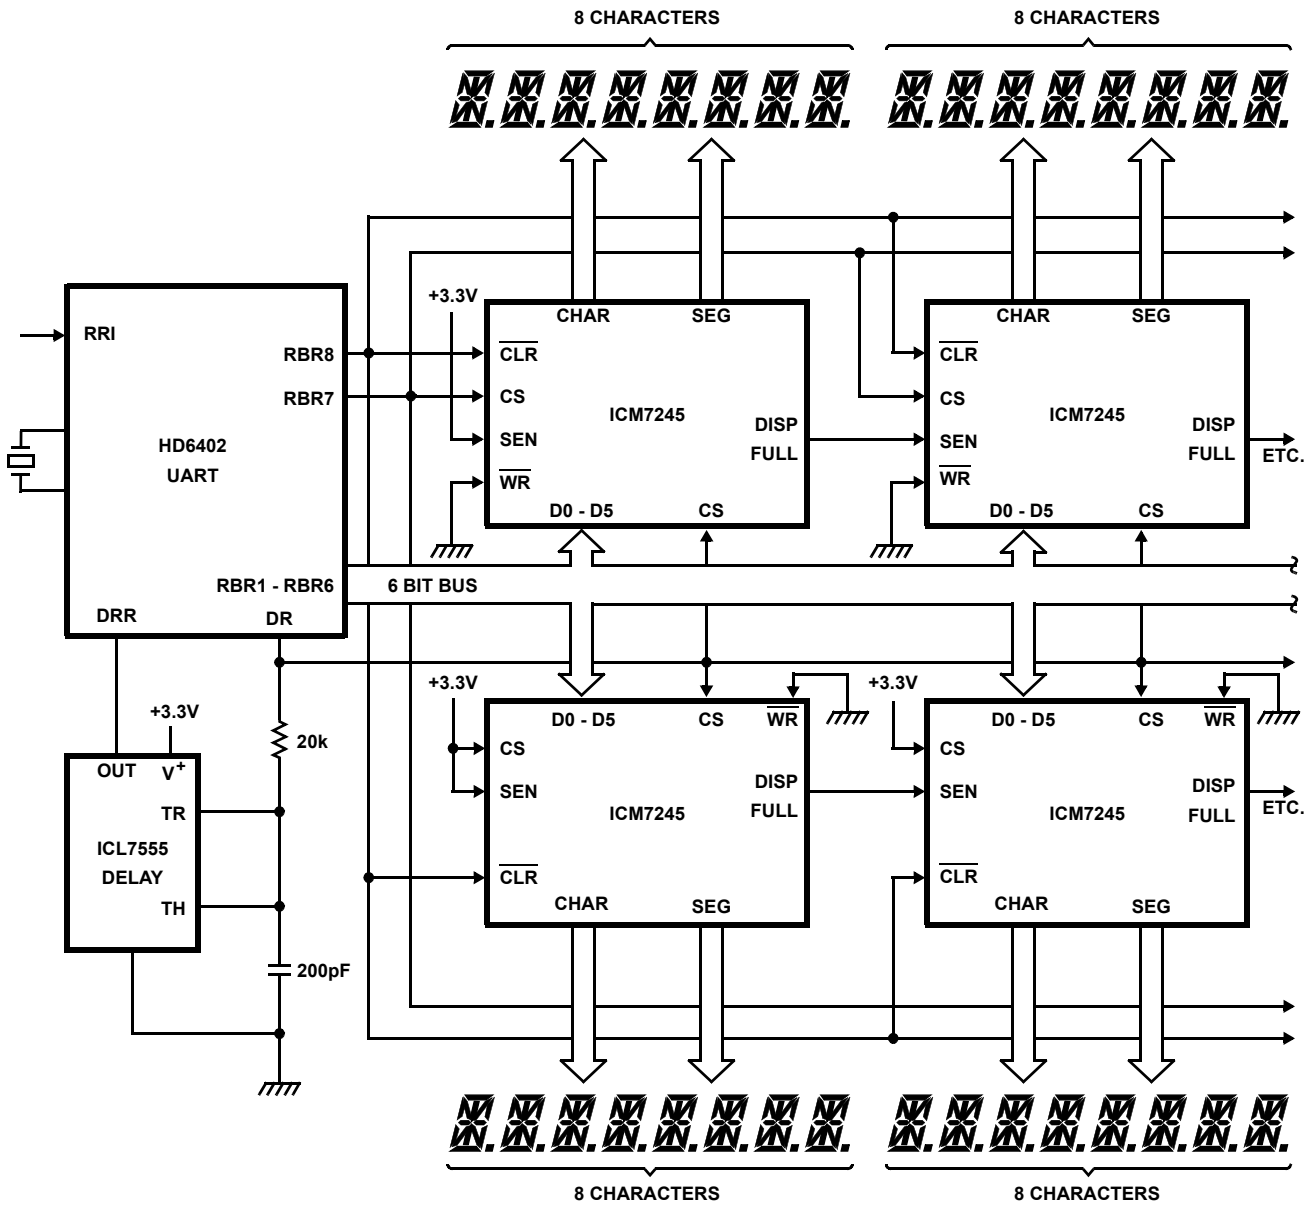 8 CHARACTERS
8 CHARACTERS
RRI
RBR8
RBR7
HD6402
UART
RBR1 - RBR6
DRR
DR
+3.3V
CHAR
SEG
CLR
CS
SEN
WR
ICM7245
DISP
FULL
D0 - D5
CS
CHAR
SEG
CLR
CS
SEN
WR
ICM7245
DISP
FULL
ETC.
D0 - D5
CS
6 BIT BUS
+3.3V
20k
OUT
V+
TR
ICL7555
DELAY
TH
200pF
+3.3V
D0 - D5
CS
WR
CS
SEN
ICM7245
DISP
FULL
CLR
CHAR
SEG
+3.3V
D0 - D5
CS
WR
CS
SEN
ICM7245
DISP
FULL
ETC.
CLR
CHAR
SEG
8 CHARACTERS
8 CHARACTERS